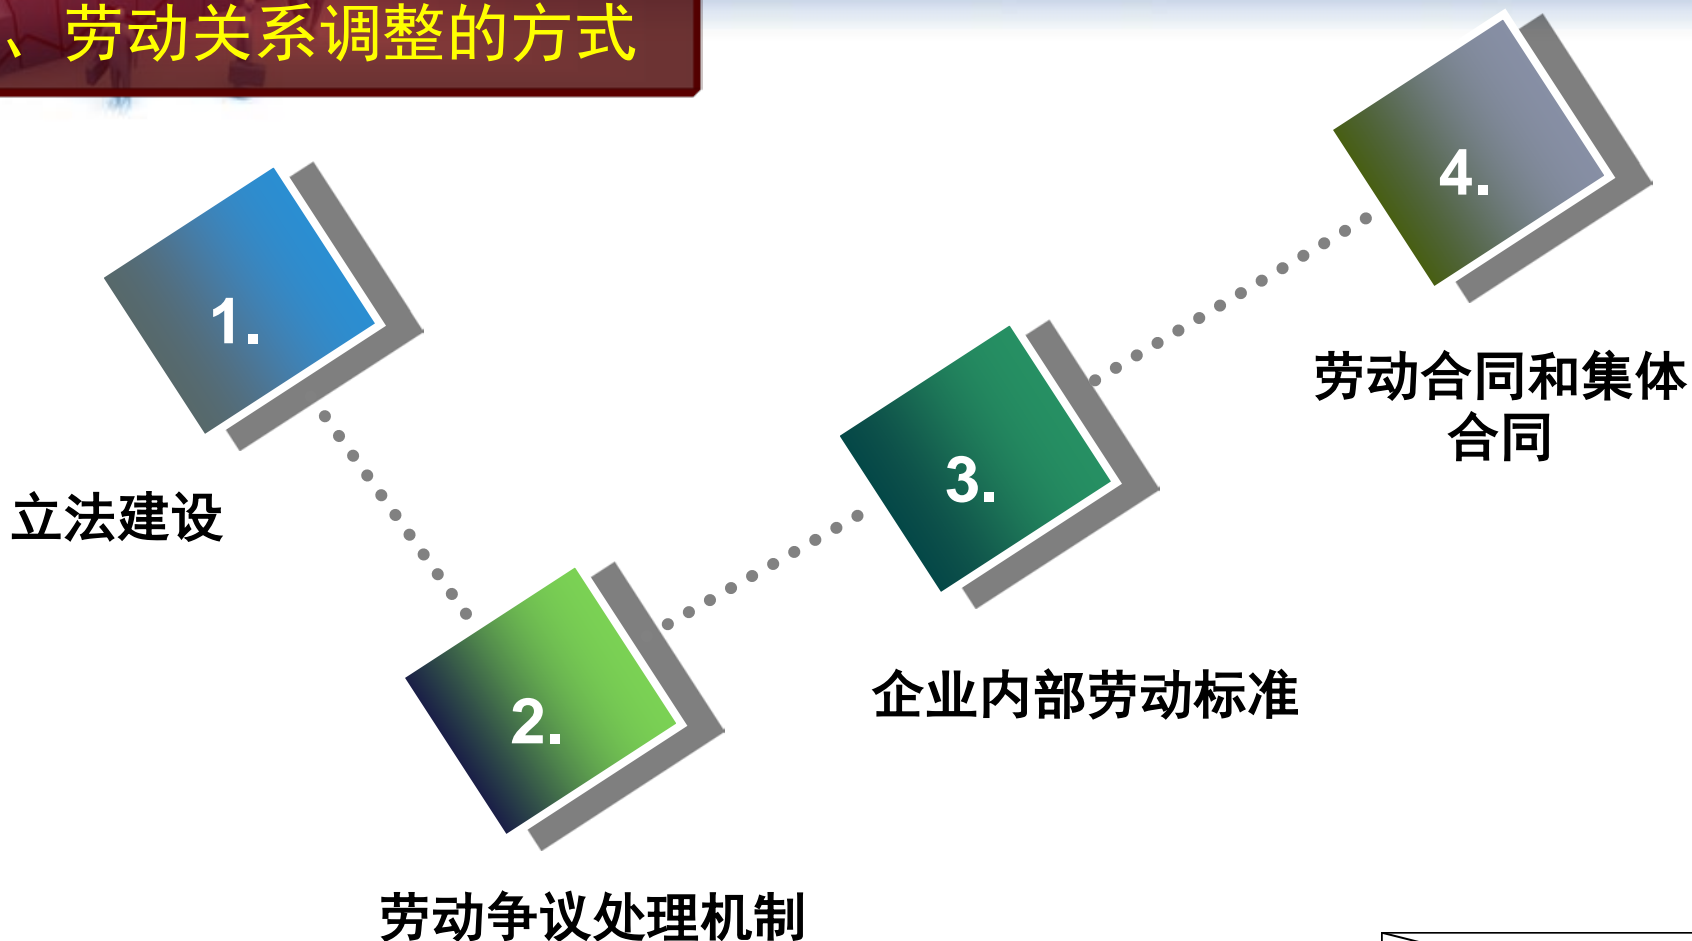 、劳动关系调整的方式
1.
立法建设
2.
劳动争议处理机制
3.
企业内部劳动标准
4.
劳动合同和集体
合同